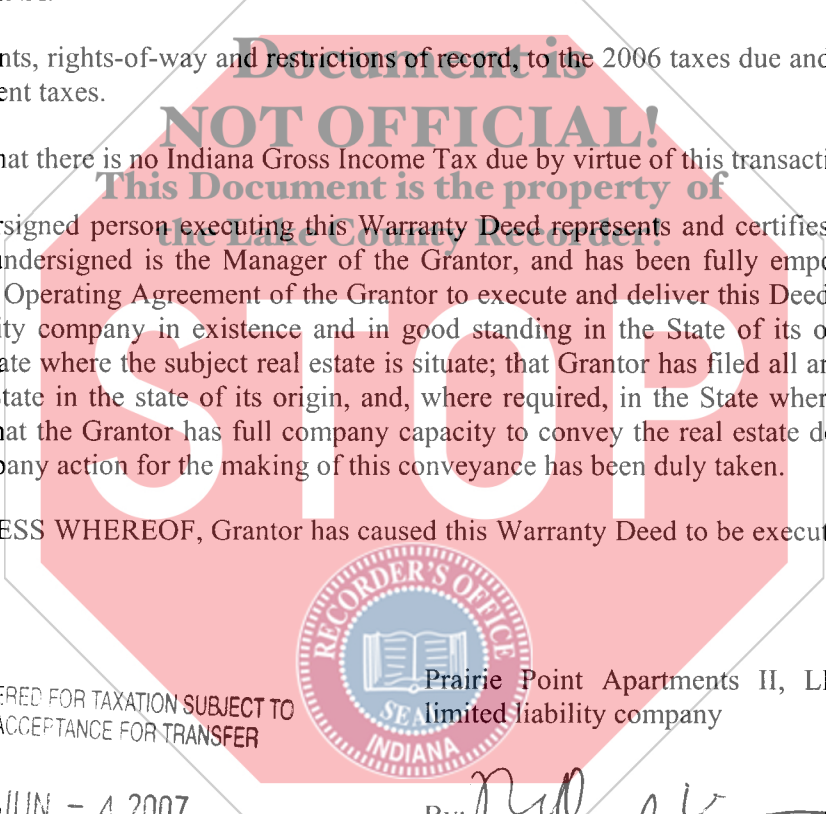 nts, rights-of-way and restrictions of record, to the 2006 taxes due and
ent taxes.
Document is
NOT OFFICIAL!
This Document is the property of
the Lake County Recorder!
hat there is no Indiana Gross Income Tax due by virtue of this transacti
rsigned person executing this Warranty Deed represents and certifies
undersigned is the Manager of the Grantor, and has been fully empo
Operating Agreement of the Grantor to execute and deliver this Deed
ity company in existence and in good standing in the State of its o
ate where the subject real estate is situate; that Grantor has filed all an
state in the state of its origin, and, where required, in the State wher
hat the Grantor has full company capacity to convey the real estate de
pany action for the making of this conveyance has been duly taken.
STOP
ESS WHEREOF, Grantor has caused this Warranty Deed to be execut
RECORDER'S OFFICE
SEAL
INDIANA
Prairie Point Apartments II, LL
limited liability company
ERED FOR TAXATION SUBJECT TO
ACCEPTANCE FOR TRANSFER
JUN - 4 2007
By: